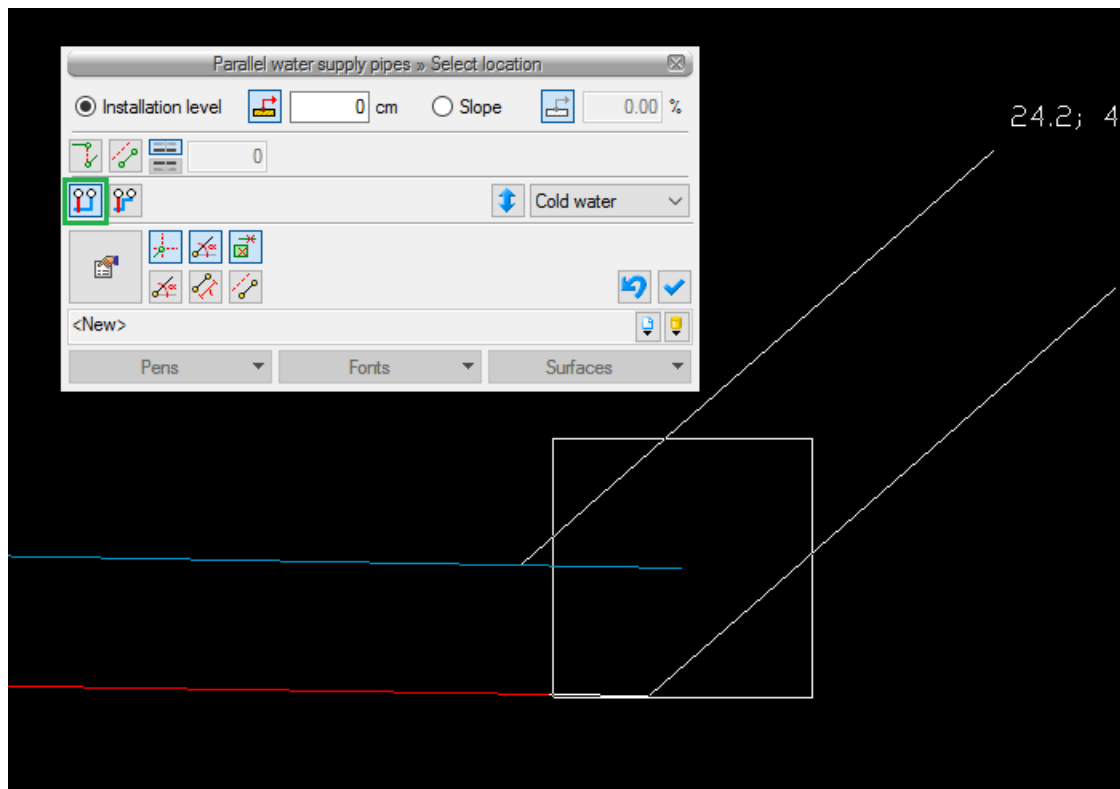 Parallel water supply pipes » Select location
Installation level 0 cm Slope 0.00 %
0
Cold water
<New>
Pens Fonts Surfaces
24.2; 4